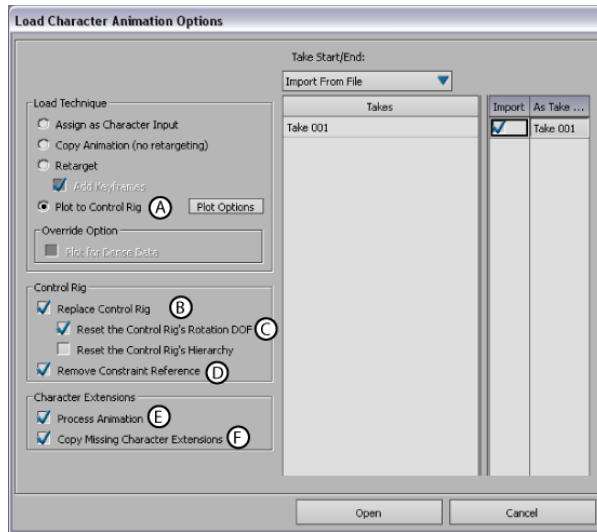 Load Character Animation Options
Take Start/End:
Import From File
Load Technique
Assign as Character Input
Copy Animation (no retargeting)
Retarget
Add Keyframes
Plot to Control Rig A Plot Options
Override Option
Plot for Dense Data
Control Rig
Replace Control Rig B
Reset the Control Rig's Rotation DOF C
Reset the Control Rig's Hierarchy
Remove Constraint Reference D
Character Extensions
Process Animation E
Copy Missing Character Extensions F
Takes
Take 001
Import As Take ...
Take 001
Open Cancel